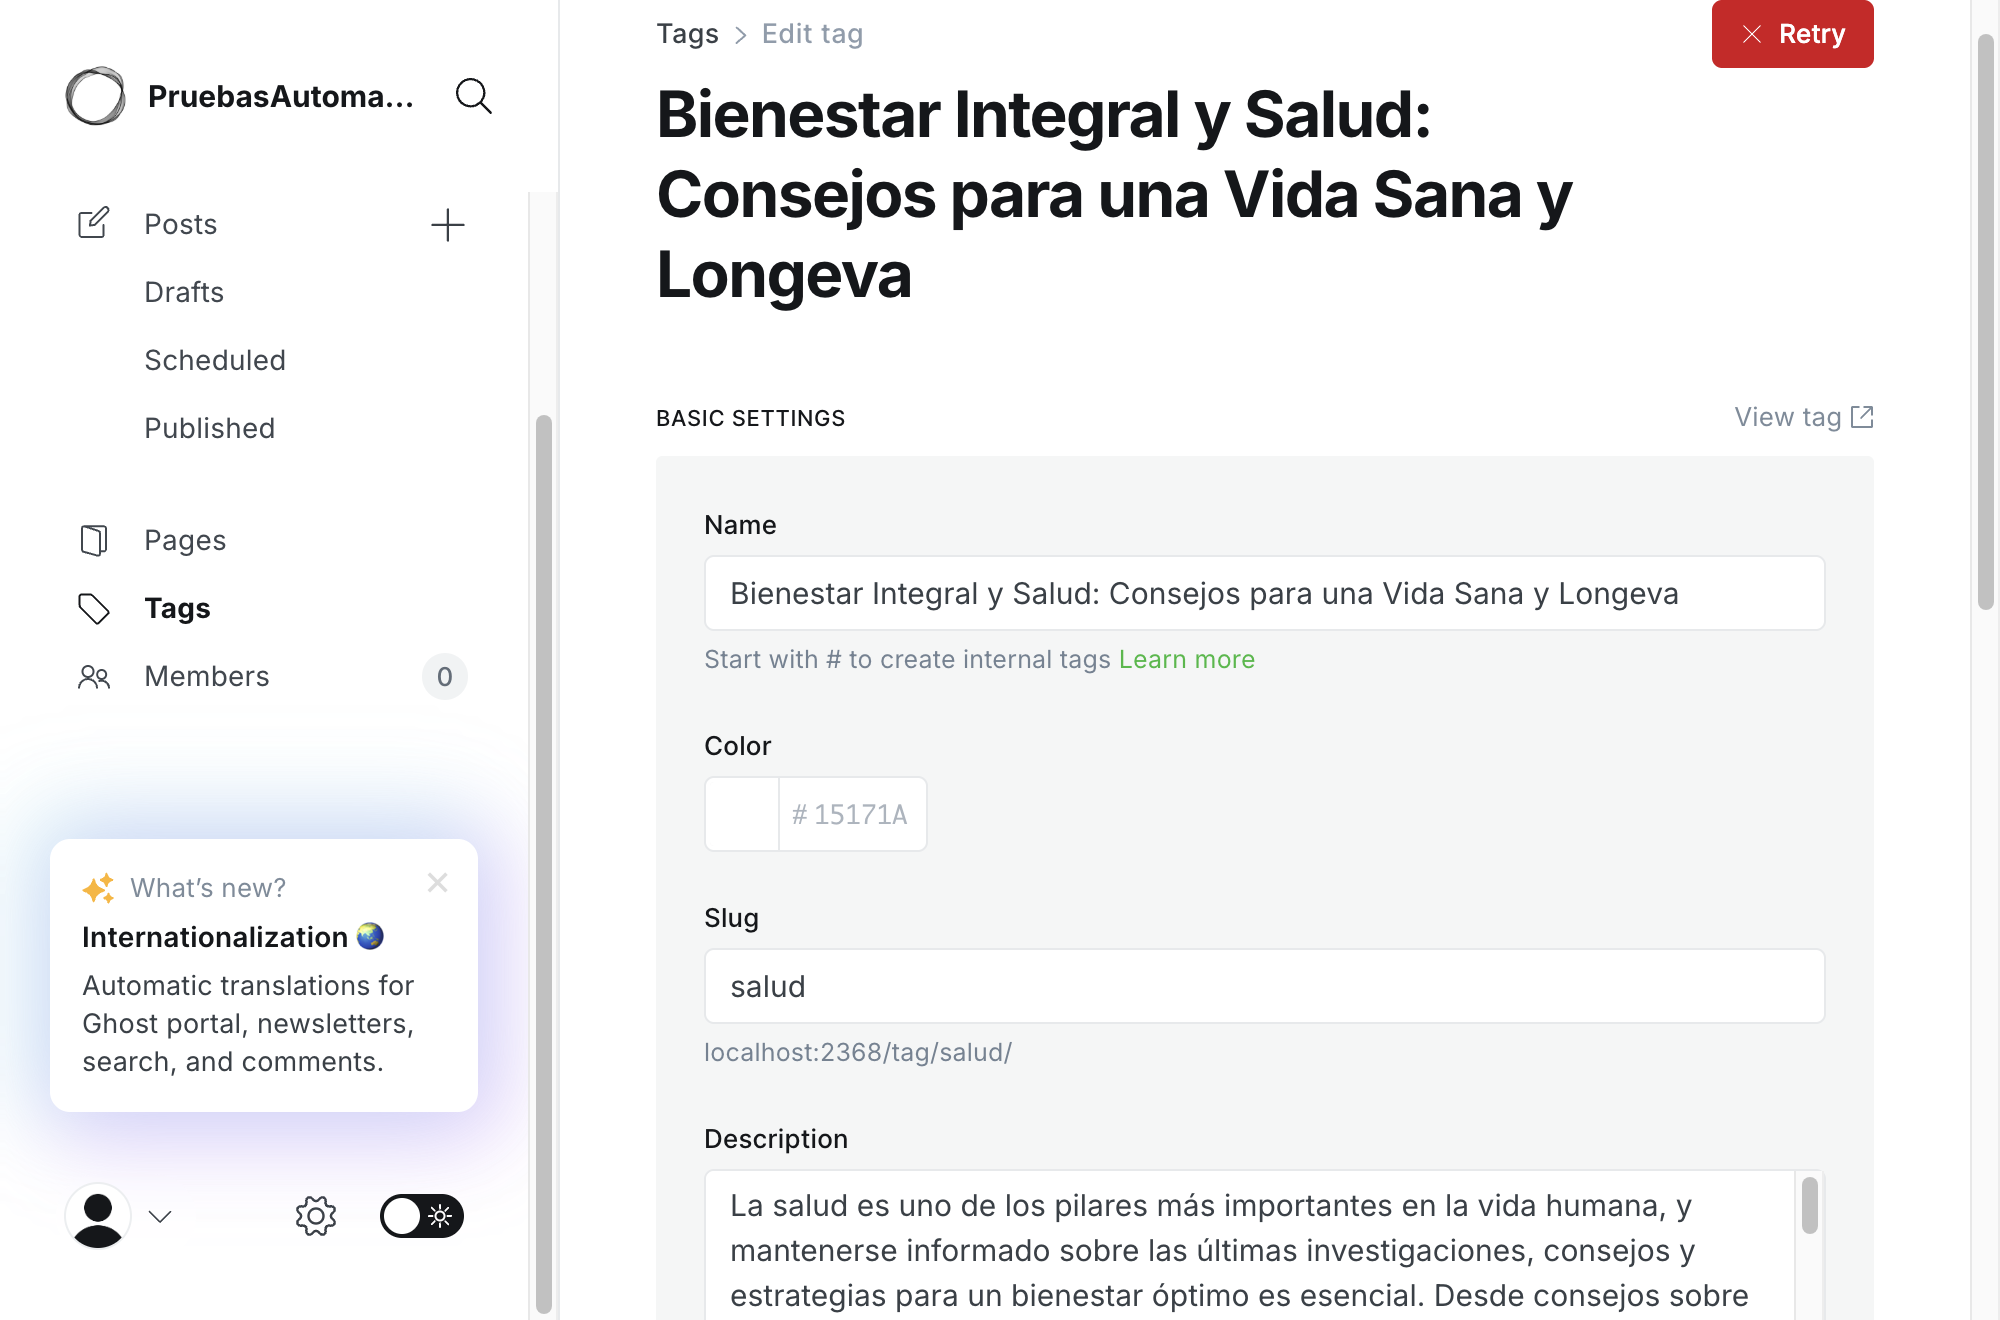 PruebasAutoma...
Posts
Drafts
Scheduled
Published
Pages
Tags
Members
0
What's new?
Internationalization 🌏
Automatic translations for
Ghost portal, newsletters,
search, and comments.
Tags > Edit tag
Retry
Bienestar Integral y Salud:
Consejos para una Vida Sana y
Longeva
BASIC SETTINGS
View tag
Name
Bienestar Integral y Salud: Consejos para una Vida Sana y Longeva
Start with # to create internal tags Learn more
Color
# 15171A
Slug
salud
localhost:2368/tag/salud/
Description
La salud es uno de los pilares más importantes en la vida humana, y
mantenerse informado sobre las últimas investigaciones, consejos y
estrategias para un bienestar óptimo es esencial. Desde consejos sobre